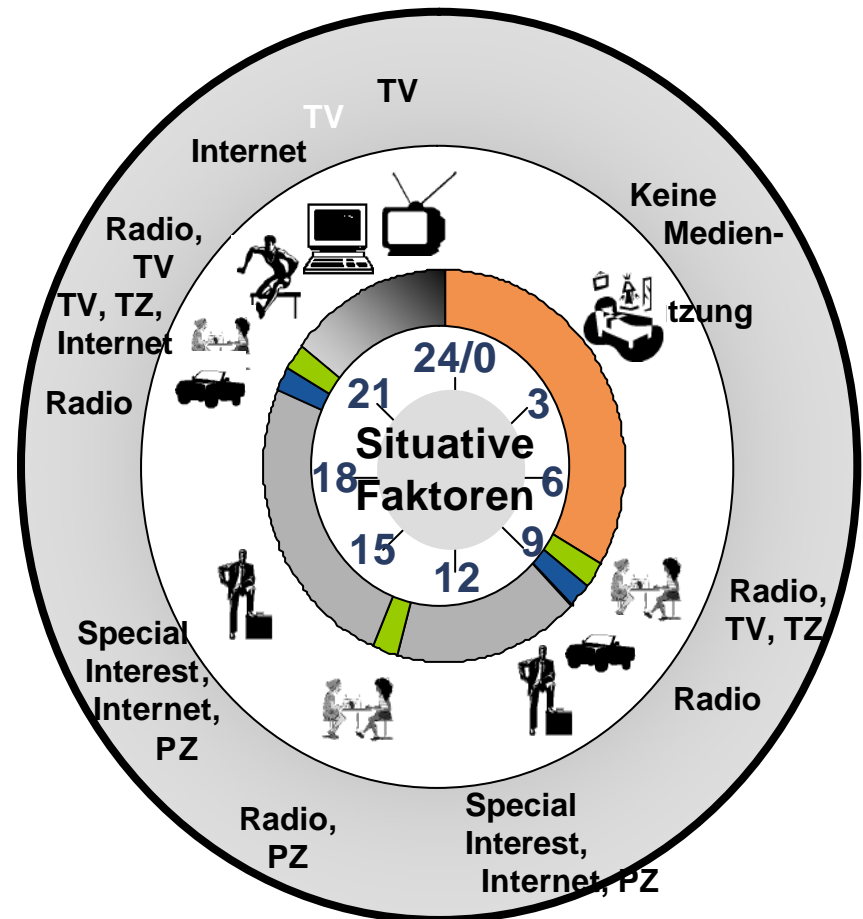 TV
TV
Internet
Keine
Medien-
tzung
Radio,
TV
TV, TZ,
Internet
Radio
24/0
21
3
Situative
Faktoren
18
6
15
9
12
Radio,
TV, TZ
Radio
Special
Interest,
Internet,
PZ
Radio,
PZ
Special
Interest,
Internet, PZ